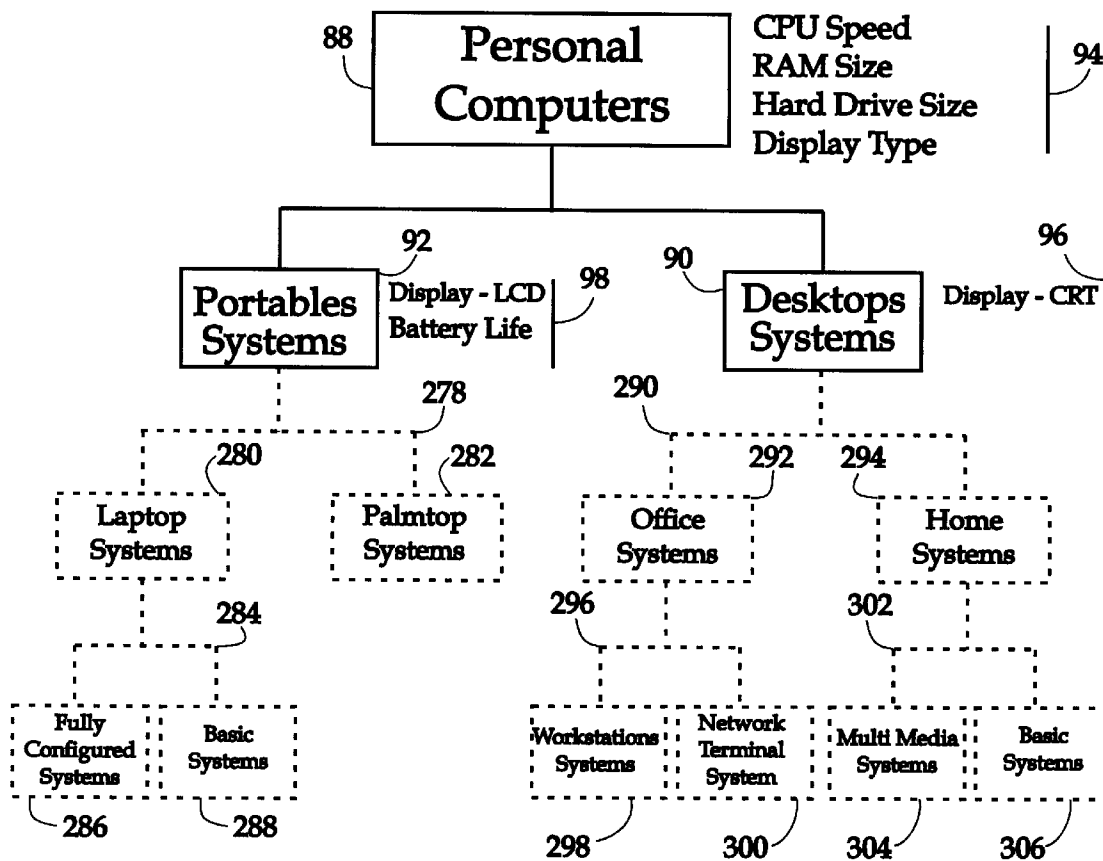 88
Personal
Computers
CPU Speed
RAM Size
Hard Drive Size
Display Type
94
92
Portables
Systems
Display - LCD
Battery Life
98
90
Desktops
Systems
96
Display - CRT
278
290
280
Laptop
Systems
282
Palmtop
Systems
292
Office
Systems
294
Home
Systems
284
296
302
Fully
Configured
Systems
286
Basic
Systems
288
Workstations
Systems
298
Network
Terminal
System
300
Multi Media
Systems
304
Basic
Systems
306